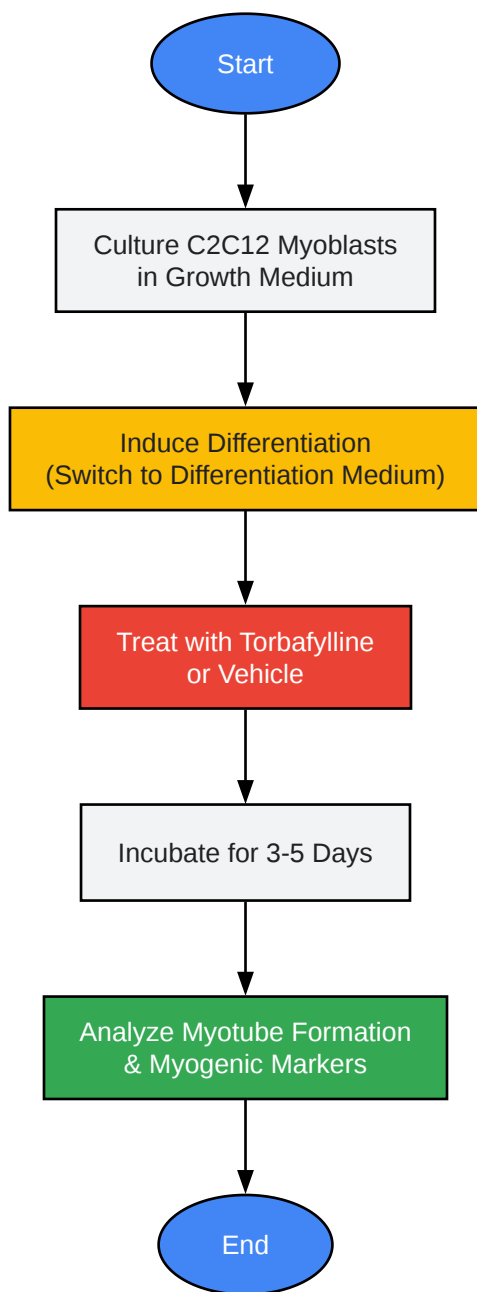 Start
Culture C2C12 Myoblasts
in Growth Medium
Induce Differentiation
(Switch to Differentiation Medium)
Treat with Torbafylline
or Vehicle
Incubate for 3-5 Days
Analyze Myotube Formation
& Myogenic Markers
End